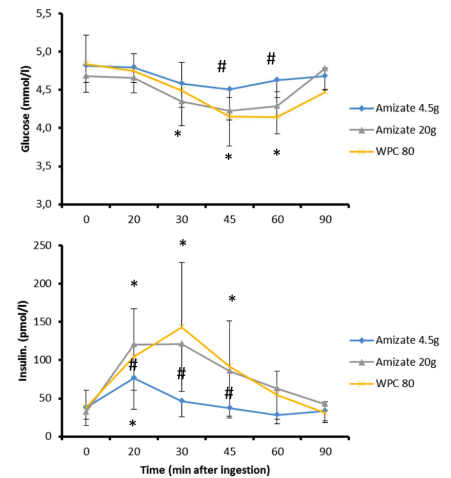 5,5
5,0
4,5
4,0
3,5
3,0
Glucose (mmol/l)
# #
* * *
0 20 30 45 60 90
Amizate 4.5g
Amizate 20g
WPC 80
250
200
150
100
50
0
Insulin, (pmol/l)
*
* *
# # #
*
0 20 30 45 60 90
Time (min after ingestion)
Amizate 4.5g
Amizate 20g
WPC 80